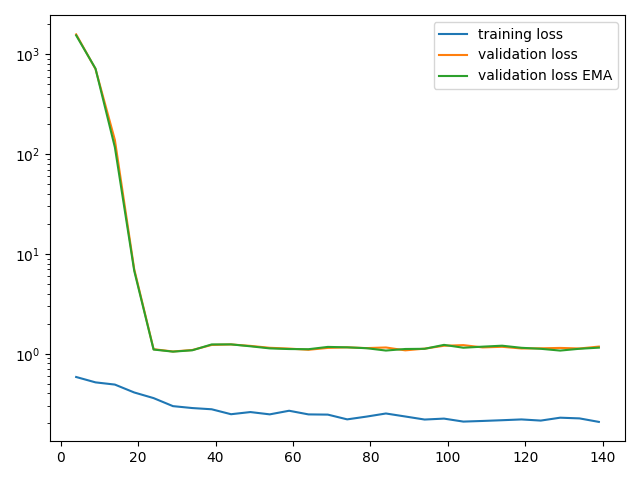 training loss
validation loss
validation loss EMA
10³
10²
10¹
10⁰
0 20 40 60 80 100 120 140